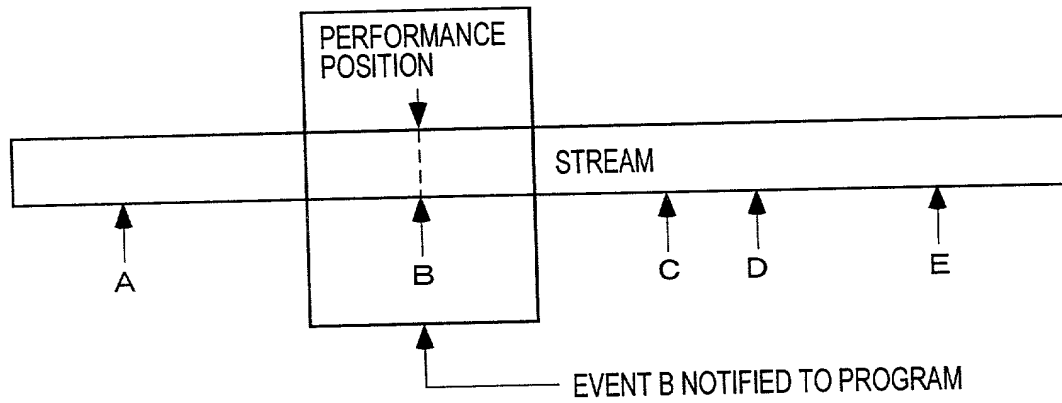 PERFORMANCE
POSITION
STREAM
A
B
C
D
E
EVENT B NOTIFIED TO PROGRAM